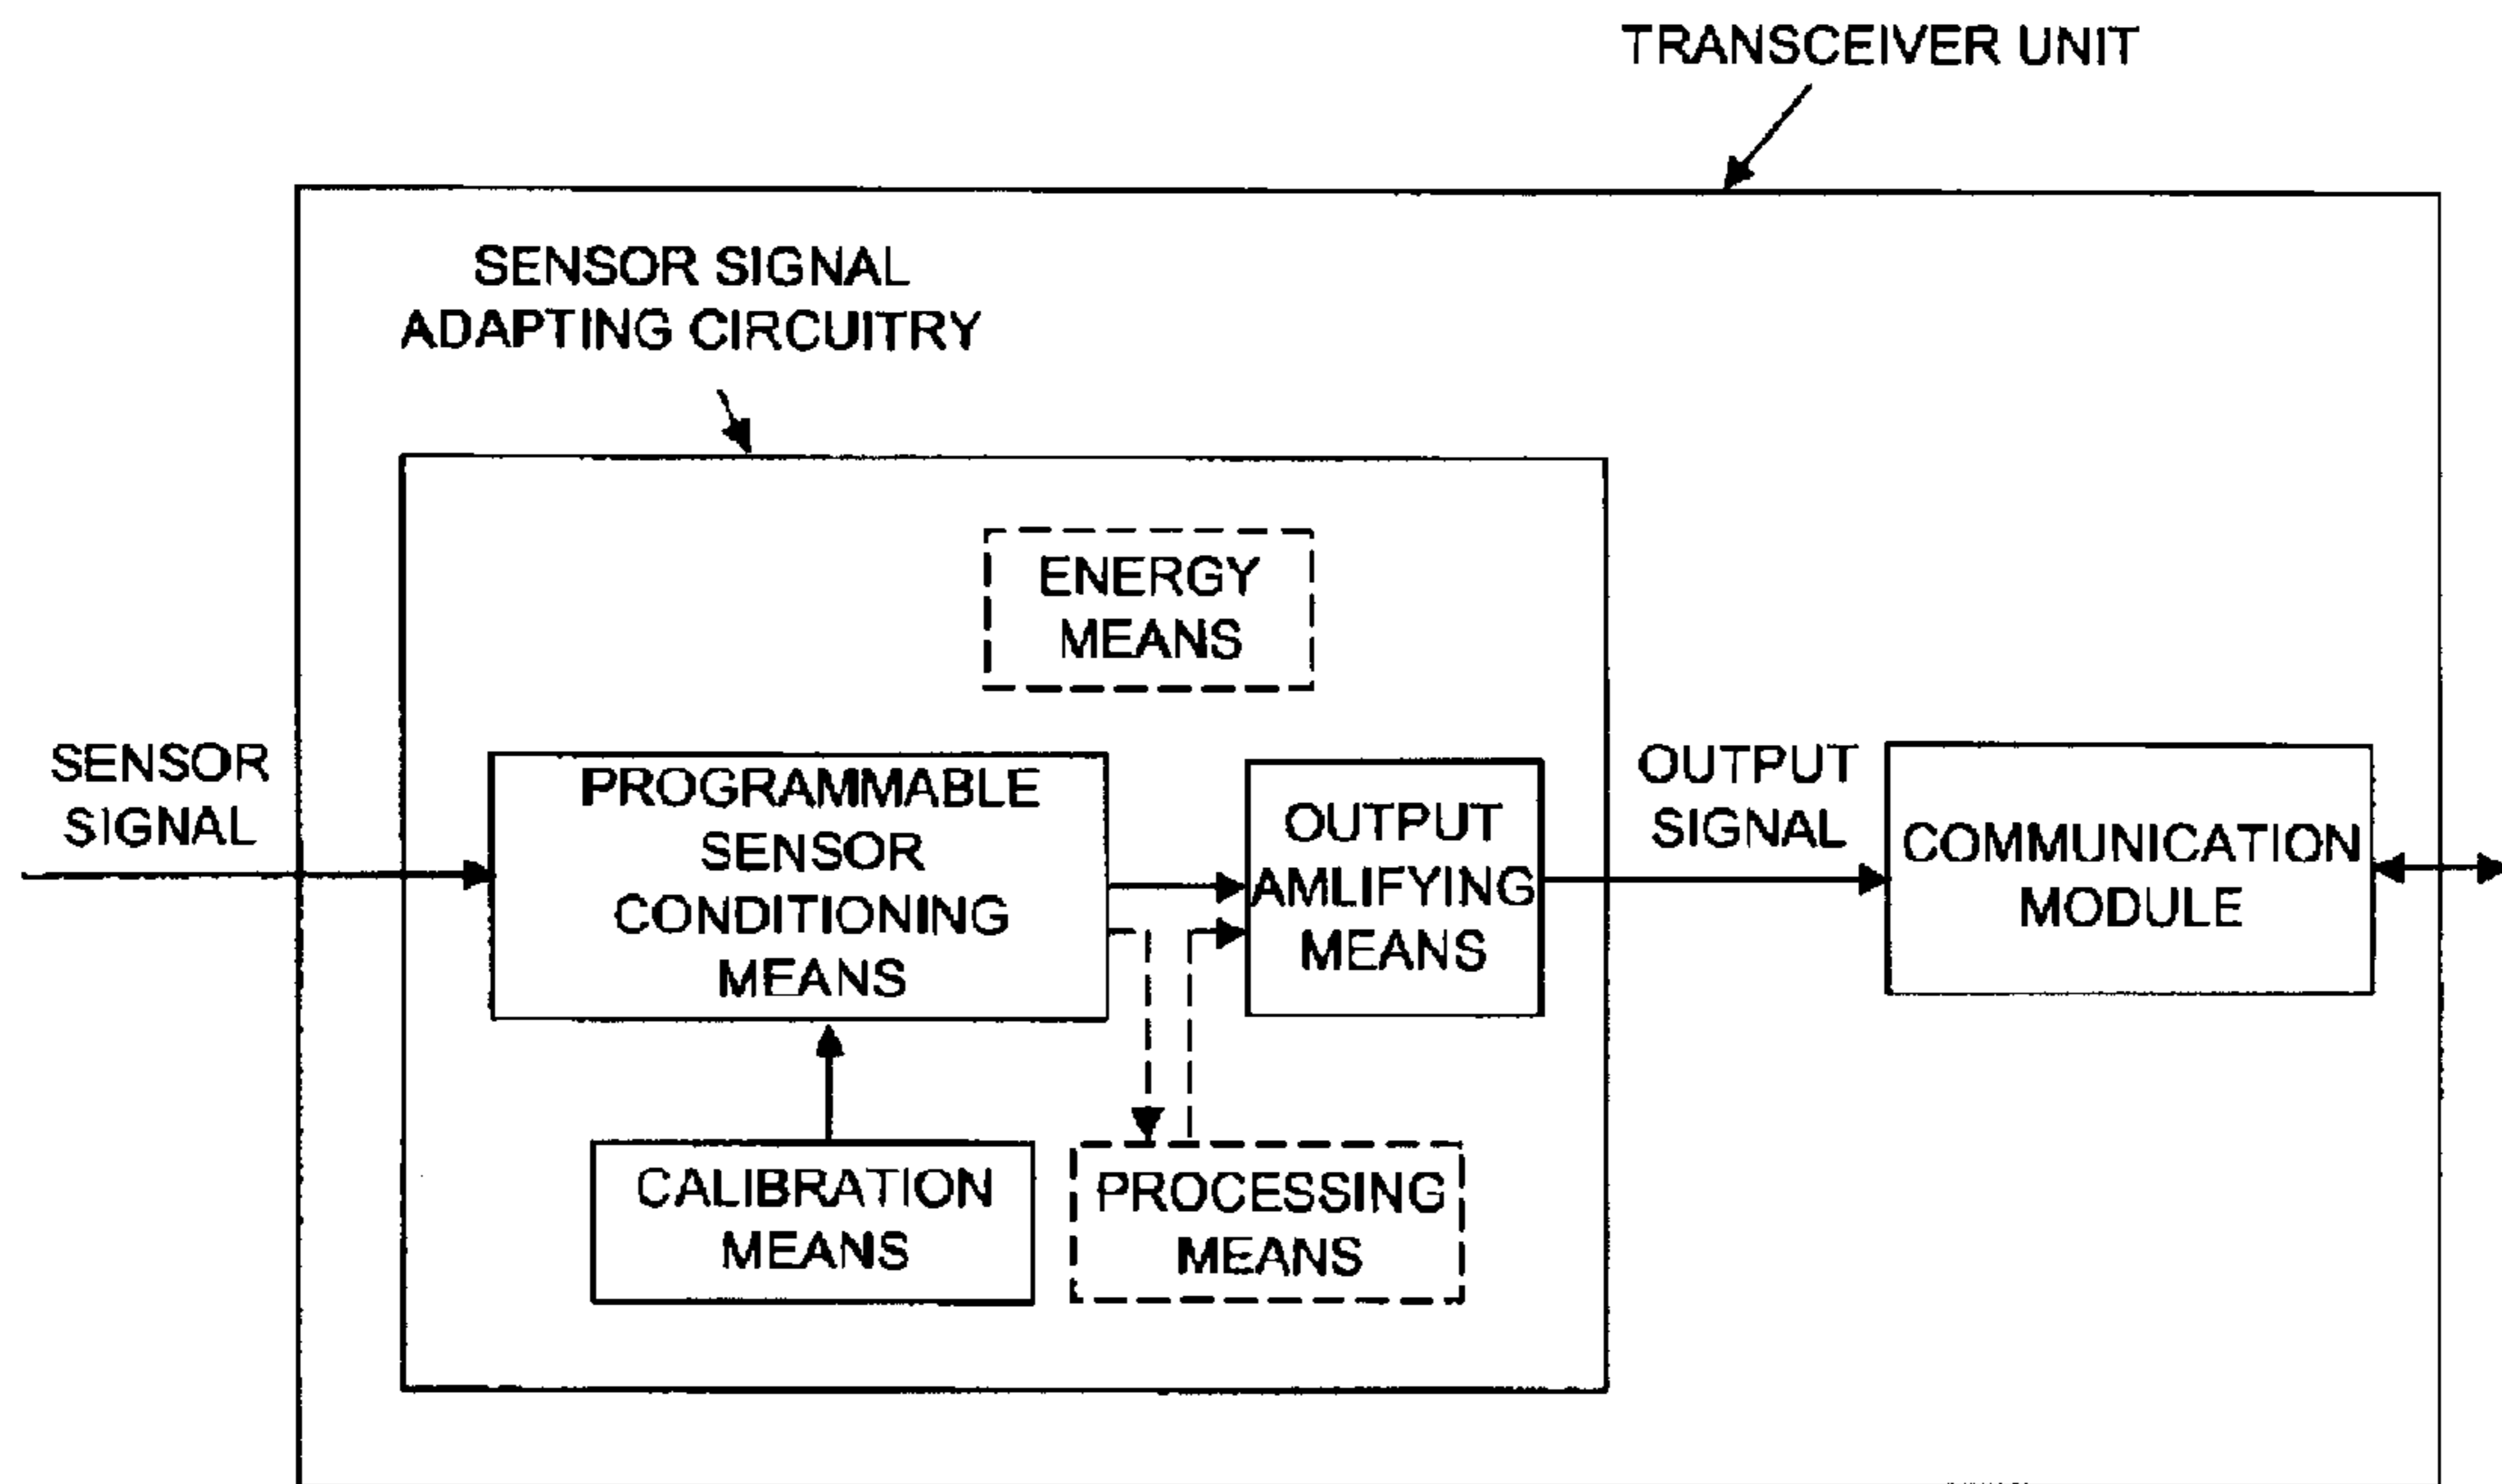 TRANSCEIVER UNIT
SENSOR SIGNAL
ADAPTING CIRCUITRY
ENERGY
MEANS
SENSOR
SIGNAL
PROGRAMMABLE
SENSOR
CONDITIONING
MEANS
OUTPUT
AMLIFYING
MEANS
OUTPUT
SIGNAL
COMMUNICATION
MODULE
CALIBRATION
MEANS
PROCESSING
MEANS